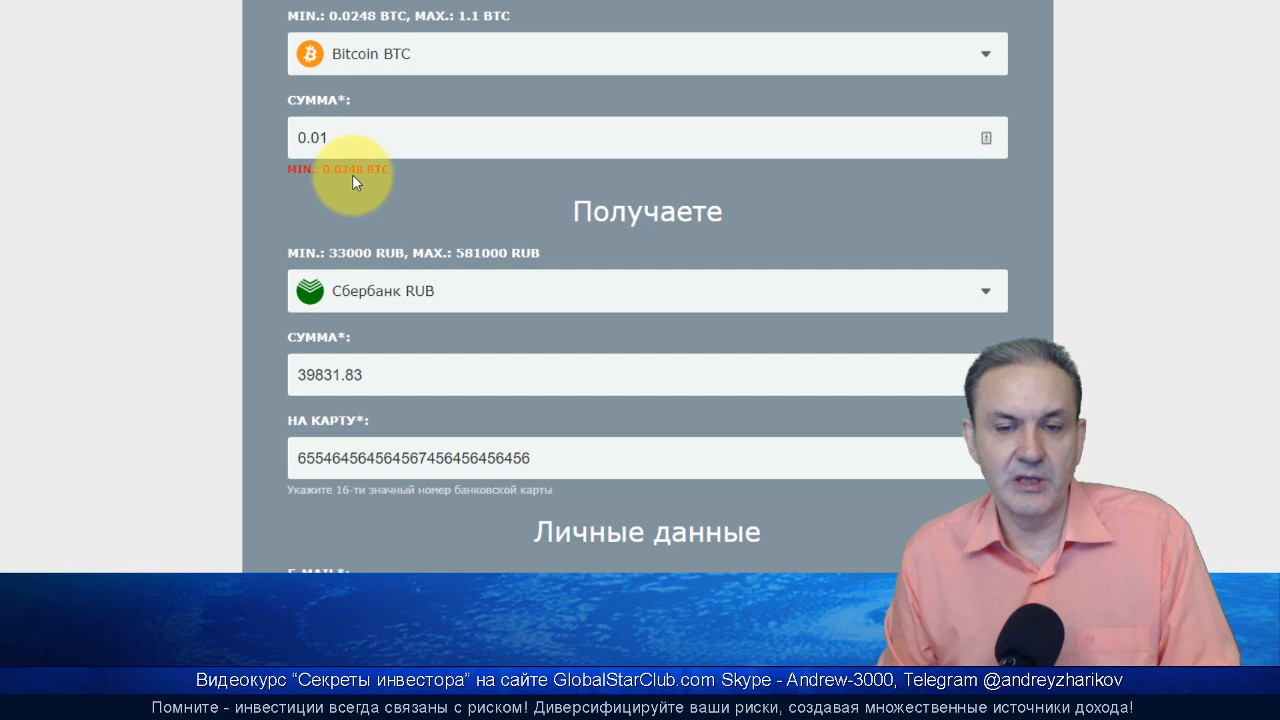 MIN.: 0.0248 BTC, MAX.: 1.1 BTC
Bitcoin BTC
СУММА*:
0.01
MIN.: 0.0248 BTC
Получаете
MIN.: 33000 RUB, MAX.: 581000 RUB
Сбербанк RUB
СУММА*:
39831.83
НА КАРТУ*:
655464564564567456456456456
Укажите 16-ти значный номер банковской карты
Личные данные
E-MAIL*:
Видеокурс “Секреты инвестора” на сайте GlobalStarClub.com Skype - Andrew-3000, Telegram @andreyzharikov
Помните - инвестиции всегда связаны с риском! Диверсифицируйте ваши риски, создавая множественные источники дохода!